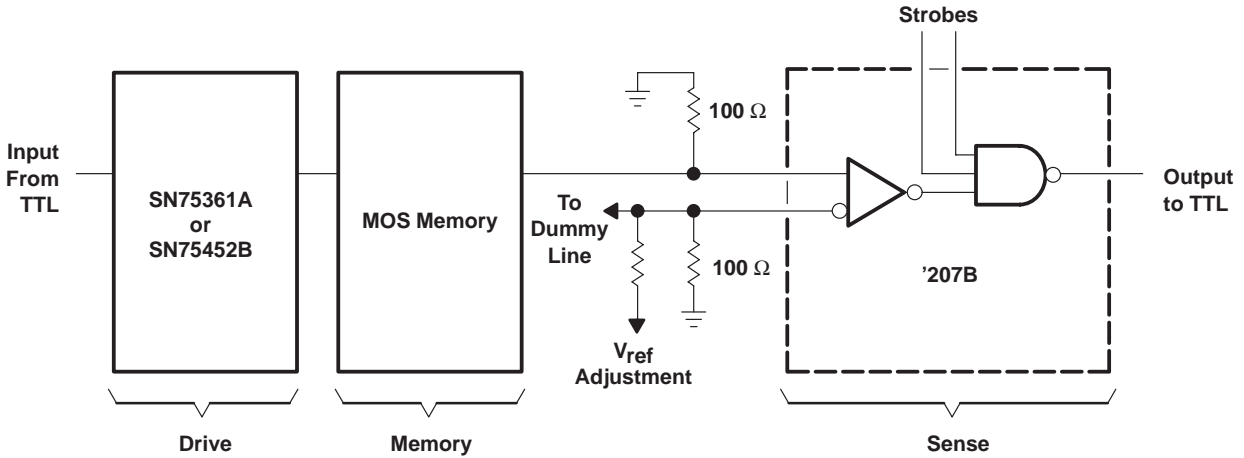 Strobes
100 Ω
Input
From
TTL
SN75361A
or
SN75452B
MOS Memory
To
Dummy
Line
100 Ω
Vref
Adjustment
’207B
Output
to TTL
Drive
Memory
Sense